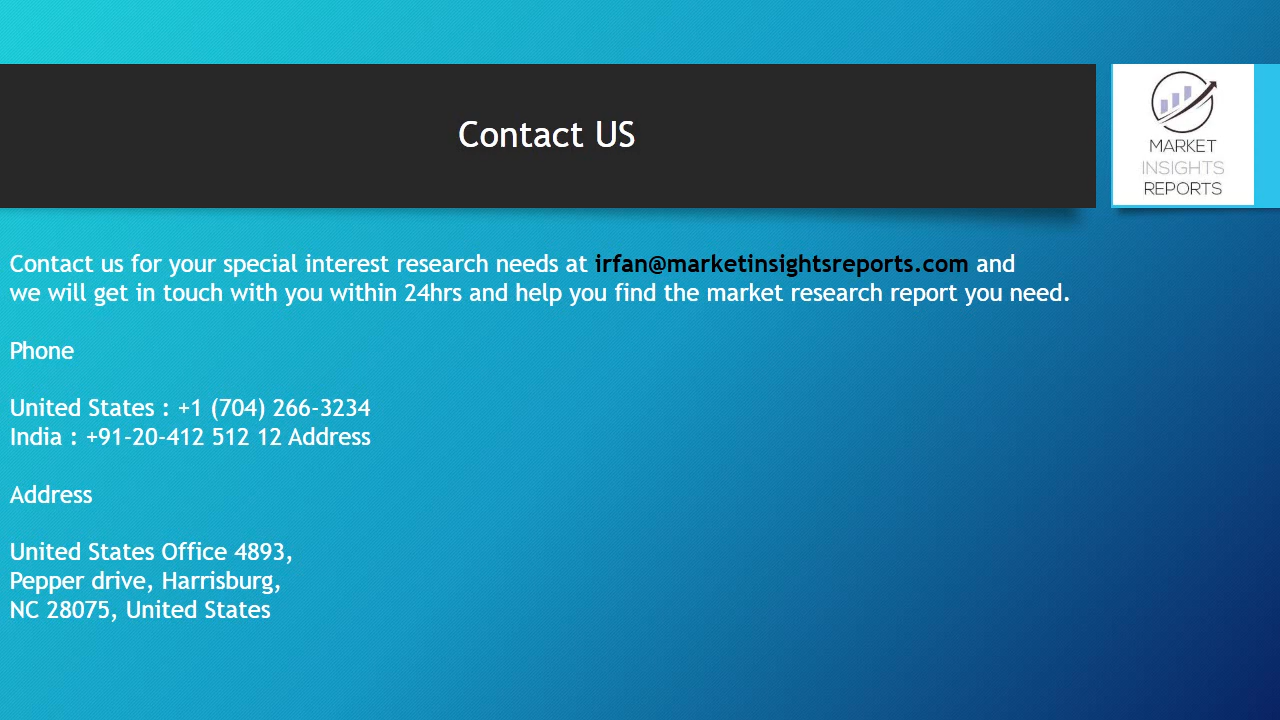 Contact US
MARKET
INSIGHTS
REPORTS
Contact us for your special interest research needs at irfan@marketinsightsreports.com and
we will get in touch with you within 24hrs and help you find the market research report you need.
Phone
United States : +1 (704) 266-3234
India : +91-20-412 512 12 Address
Address
United States Office 4893,
Pepper drive, Harrisburg,
NC 28075, United States